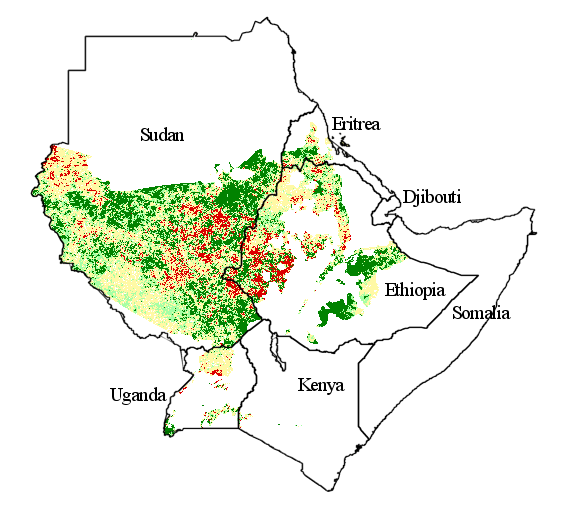 Sudan
Eritrea
Djibouti
Ethiopia
Somalia
Uganda
Kenya